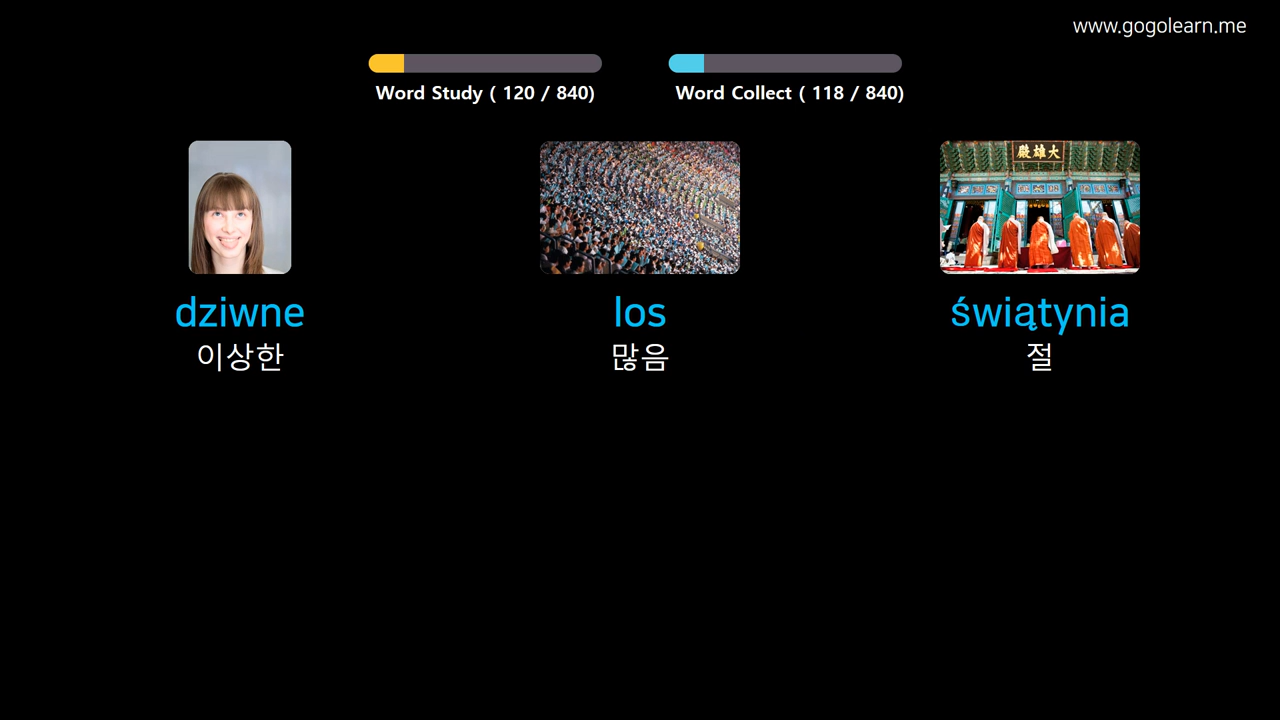 www.gogolearn.me
Word Study ( 120 / 840)
Word Collect ( 118 / 840)
大雄殿
dziwne
los
świątynia
이상한
많음
절